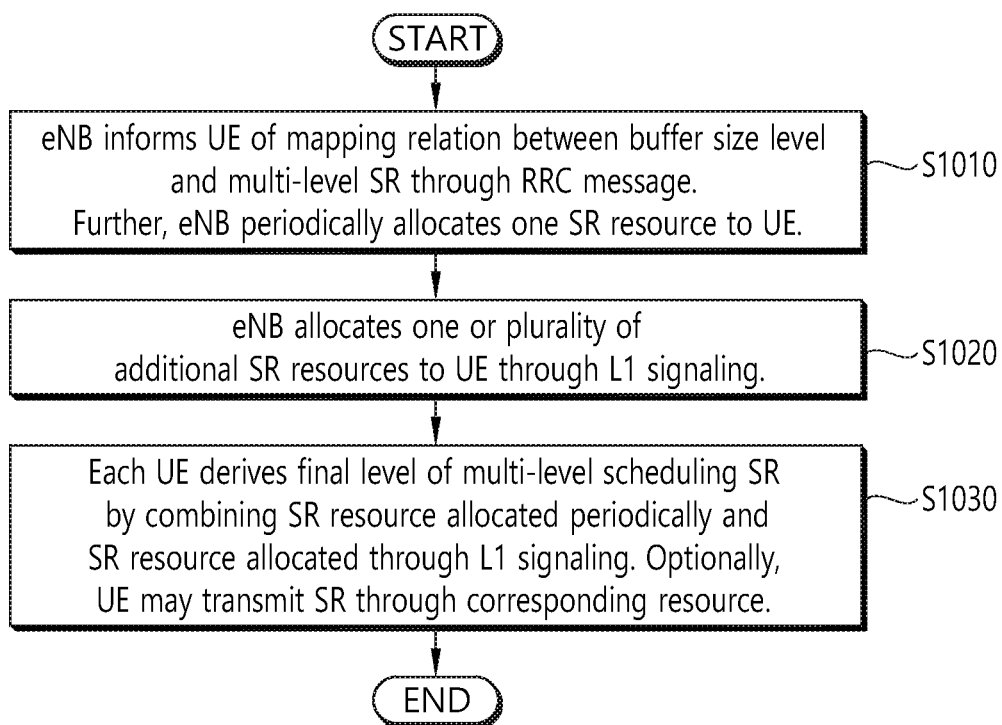 START
eNB informs UE of mapping relation between buffer size level
and multi-level SR through RRC message.
Further, eNB periodically allocates one SR resource to UE.
S1010
eNB allocates one or plurality of
additional SR resources to UE through L1 signaling.
S1020
Each UE derives final level of multi-level scheduling SR
by combining SR resource allocated periodically and
SR resource allocated through L1 signaling. Optionally,
UE may transmit SR through corresponding resource.
S1030
END